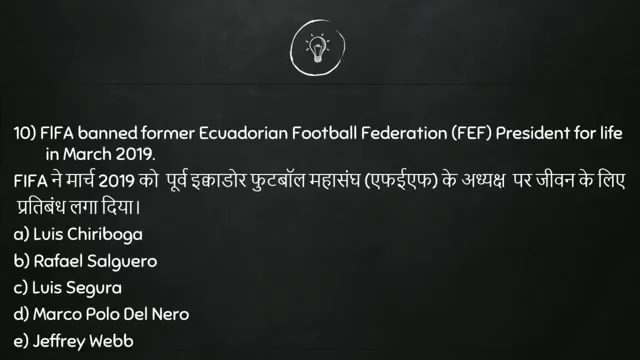 10) FIFA banned former Ecuadorian Football Federation (FEF) President for life
in March 2019.
FIFA ने मार्च 2019 को पूर्व इक्वाडोर फुटबॉल महासंघ (एफईएफ) के अध्यक्ष पर जीवन के लिए
प्रतिबंध लगा दिया।
a) Luis Chiriboga
b) Rafael Salguero
c) Luis Segura
d) Marco Polo Del Nero
e) Jeffrey Webb